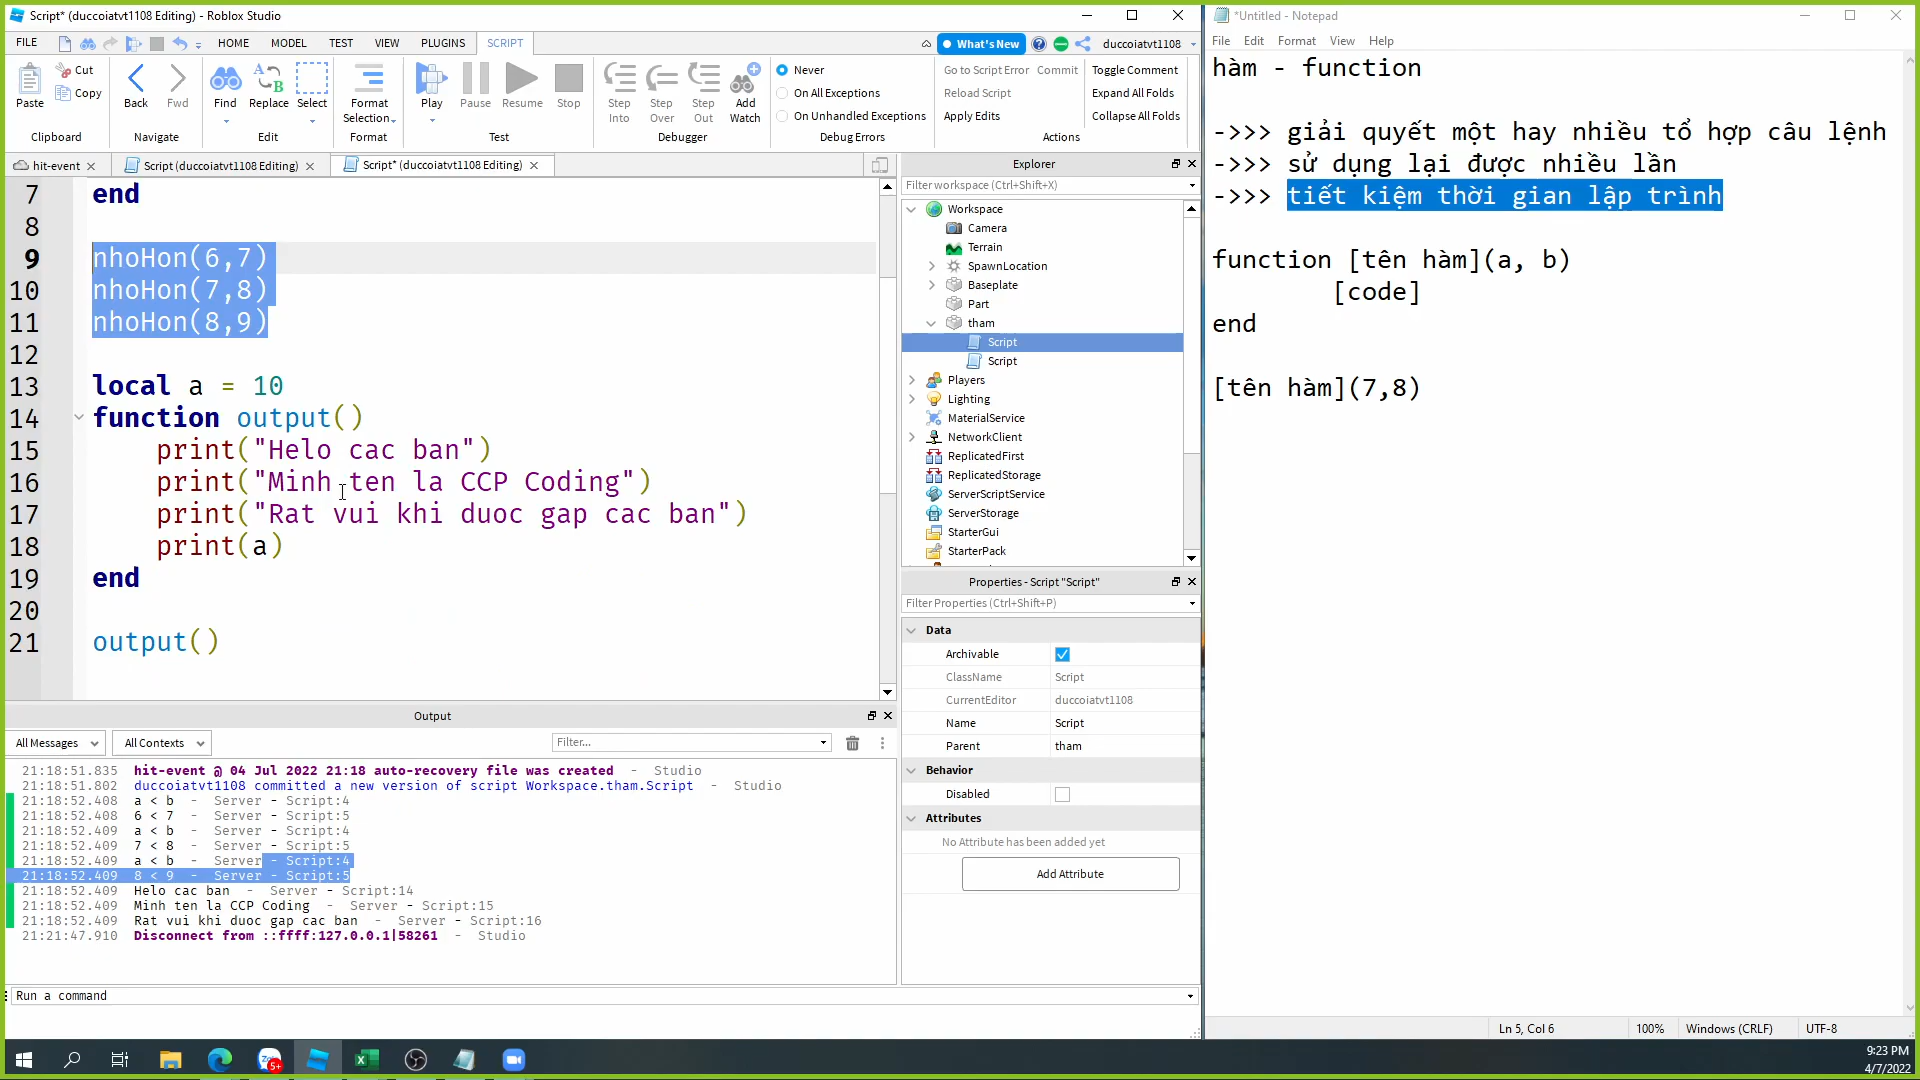 Script* (duccoiatvt1108 Editing) - Roblox Studio
FILE HOME MODEL TEST VIEW PLUGINS SCRIPT What's New duccoiatvt1108
Paste Cut Copy Back Fwd Find Replace Select Format Selection Play Pause Resume Stop Step Into Step Over Step Out Add Watch
Never
On All Exceptions
On Unhandled Exceptions
Go to Script Error Commit Toggle Comment
Reload Script Expand All Folds
Apply Edits Collapse All Folds
Clipboard Navigate Edit Format Test Debugger Debug Errors Actions
hit-event Script (duccoiatvt1108 Editing) Script* (duccoiatvt1108 Editing)
7 end
8
9 nhoHon(6,7)
10 nhoHon(7,8)
11 nhoHon(8,9)
12
13 local a = 10
14 function output()
15 print("Helo cac ban")
16 print("Minh ten la CCP Coding")
17 print("Rat vui khi duoc gap cac ban")
18 print(a)
19 end
20
21 output()
Explorer
Filter workspace (Ctrl+Shift+X)
Workspace
Camera
Terrain
SpawnLocation
Baseplate
Part
tham
Script
Script
Players
Lighting
MaterialService
NetworkClient
ReplicatedFirst
ReplicatedStorage
ServerScriptService
ServerStorage
StarterGui
StarterPack
Properties - Script "Script"
Filter Properties (Ctrl+Shift+P)
Data
Archivable
ClassName Script
CurrentEditor duccoiatvt1108
Name Script
Parent tham
Behavior
Disabled
Attributes
No Attribute has been added yet
Add Attribute
Output
All Messages All Contexts Filter...
21:18:51.835 hit-event @ 04 Jul 2022 21:18 auto-recovery file was created - Studio
21:18:51.802 duccoiatvt1108 committed a new version of script Workspace.tham.Script - Studio
21:18:52.408 a < b - Server - Script:4
21:18:52.408 6 < 7 - Server - Script:5
21:18:52.409 a < b - Server - Script:4
21:18:52.409 7 < 8 - Server - Script:5
21:18:52.409 a < b - Server - Script:4
21:18:52.409 8 < 9 - Server - Script:5
21:18:52.409 Helo cac ban - Server - Script:14
21:18:52.409 Minh ten la CCP Coding - Server - Script:15
21:18:52.409 Rat vui khi duoc gap cac ban - Server - Script:16
21:21:47.910 Disconnect from ::ffff:127.0.0.1|58261 - Studio
Run a command
*Untitled - Notepad
File Edit Format View Help
hàm - function
->>> giải quyết một hay nhiều tổ hợp câu lệnh
->>> sử dụng lại được nhiều lần
->>> tiết kiệm thời gian lập trình
function [tên hàm](a, b)
[code]
end
[tên hàm](7,8)
Ln 5, Col 6 100% Windows (CRLF) UTF-8
5+
9:23 PM
4/7/2022